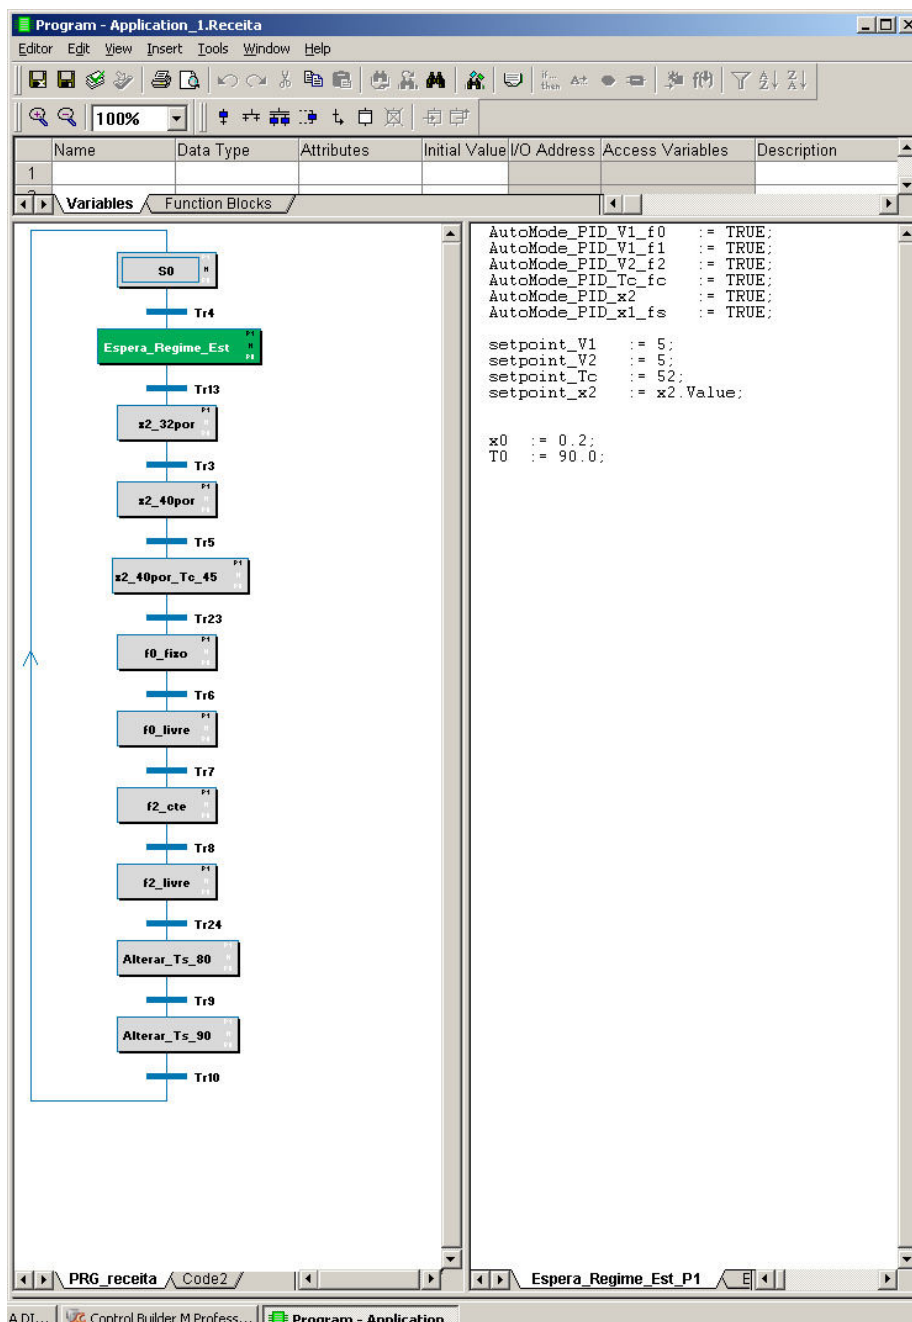 Program - Application_1.Receita
Editor Edit View Insert Tools Window Help
if... then
100%
Name Data Type Attributes Initial Value I/O Address Access Variables Description
1
Variables Function Blocks
S0
Tr4
Espera_Regime_Est
Tr13
x2_32por
Tr3
x2_40por
Tr5
x2_40por_Tc_45
Tr23
f0_fixo
Tr6
f0_livre
Tr7
f2_cte
Tr8
f2_livre
Tr24
Alterar_Ts_80
Tr9
Alterar_Ts_90
Tr10
AutoMode_PID_V1_f0 := TRUE;
AutoMode_PID_V1_f1 := TRUE;
AutoMode_PID_V2_f2 := TRUE;
AutoMode_PID_Tc_fc := TRUE;
AutoMode_PID_x2 := TRUE;
AutoMode_PID_x1_fs := TRUE;
setpoint_V1 := 5;
setpoint_V2 := 5;
setpoint_Tc := 52;
setpoint_x2 := x2.Value;
x0 := 0.2;
T0 := 90.0;
PRG_receita Code2
Espera_Regime_Est_P1 E
A DI... Control Builder M Profess... Program - Application